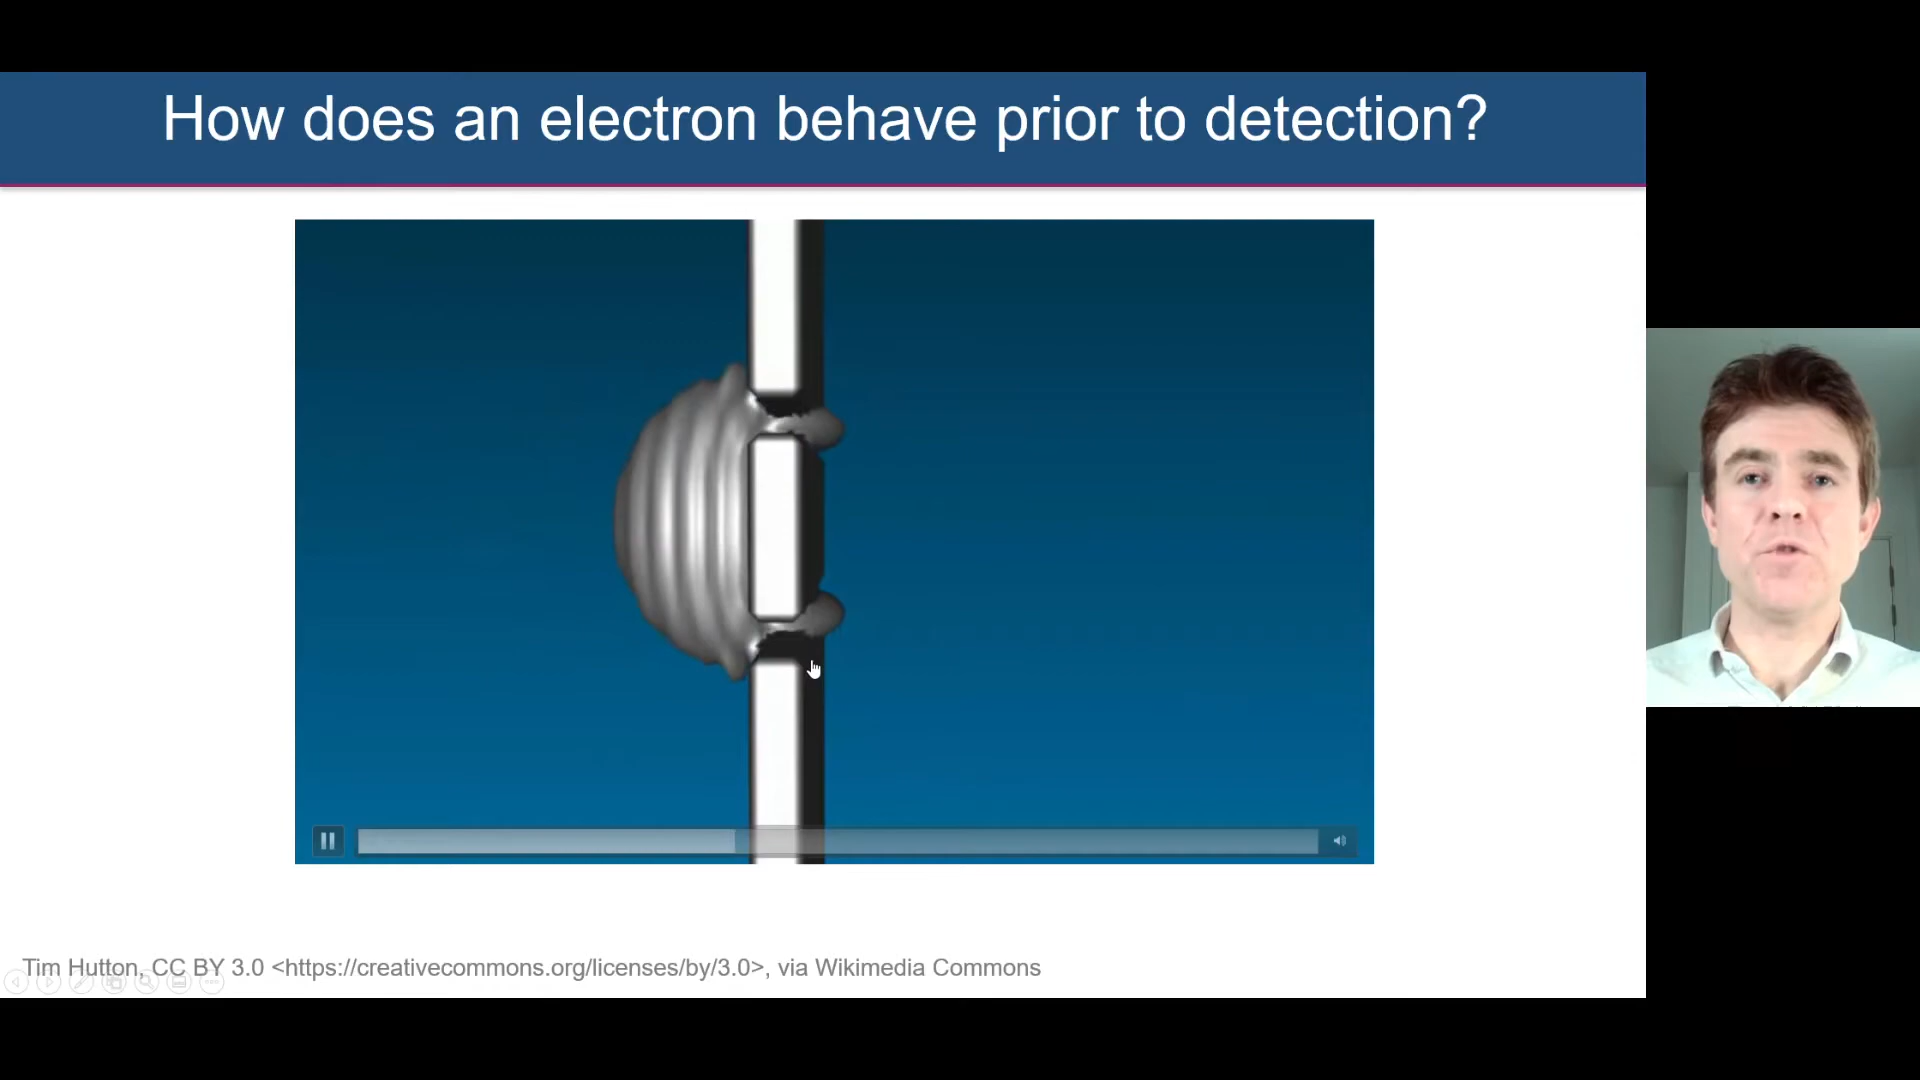 How does an electron behave prior to detection?
Tim Hutton, CC BY 3.0 <https://creativecommons.org/licenses/by/3.0>, via Wikimedia Commons